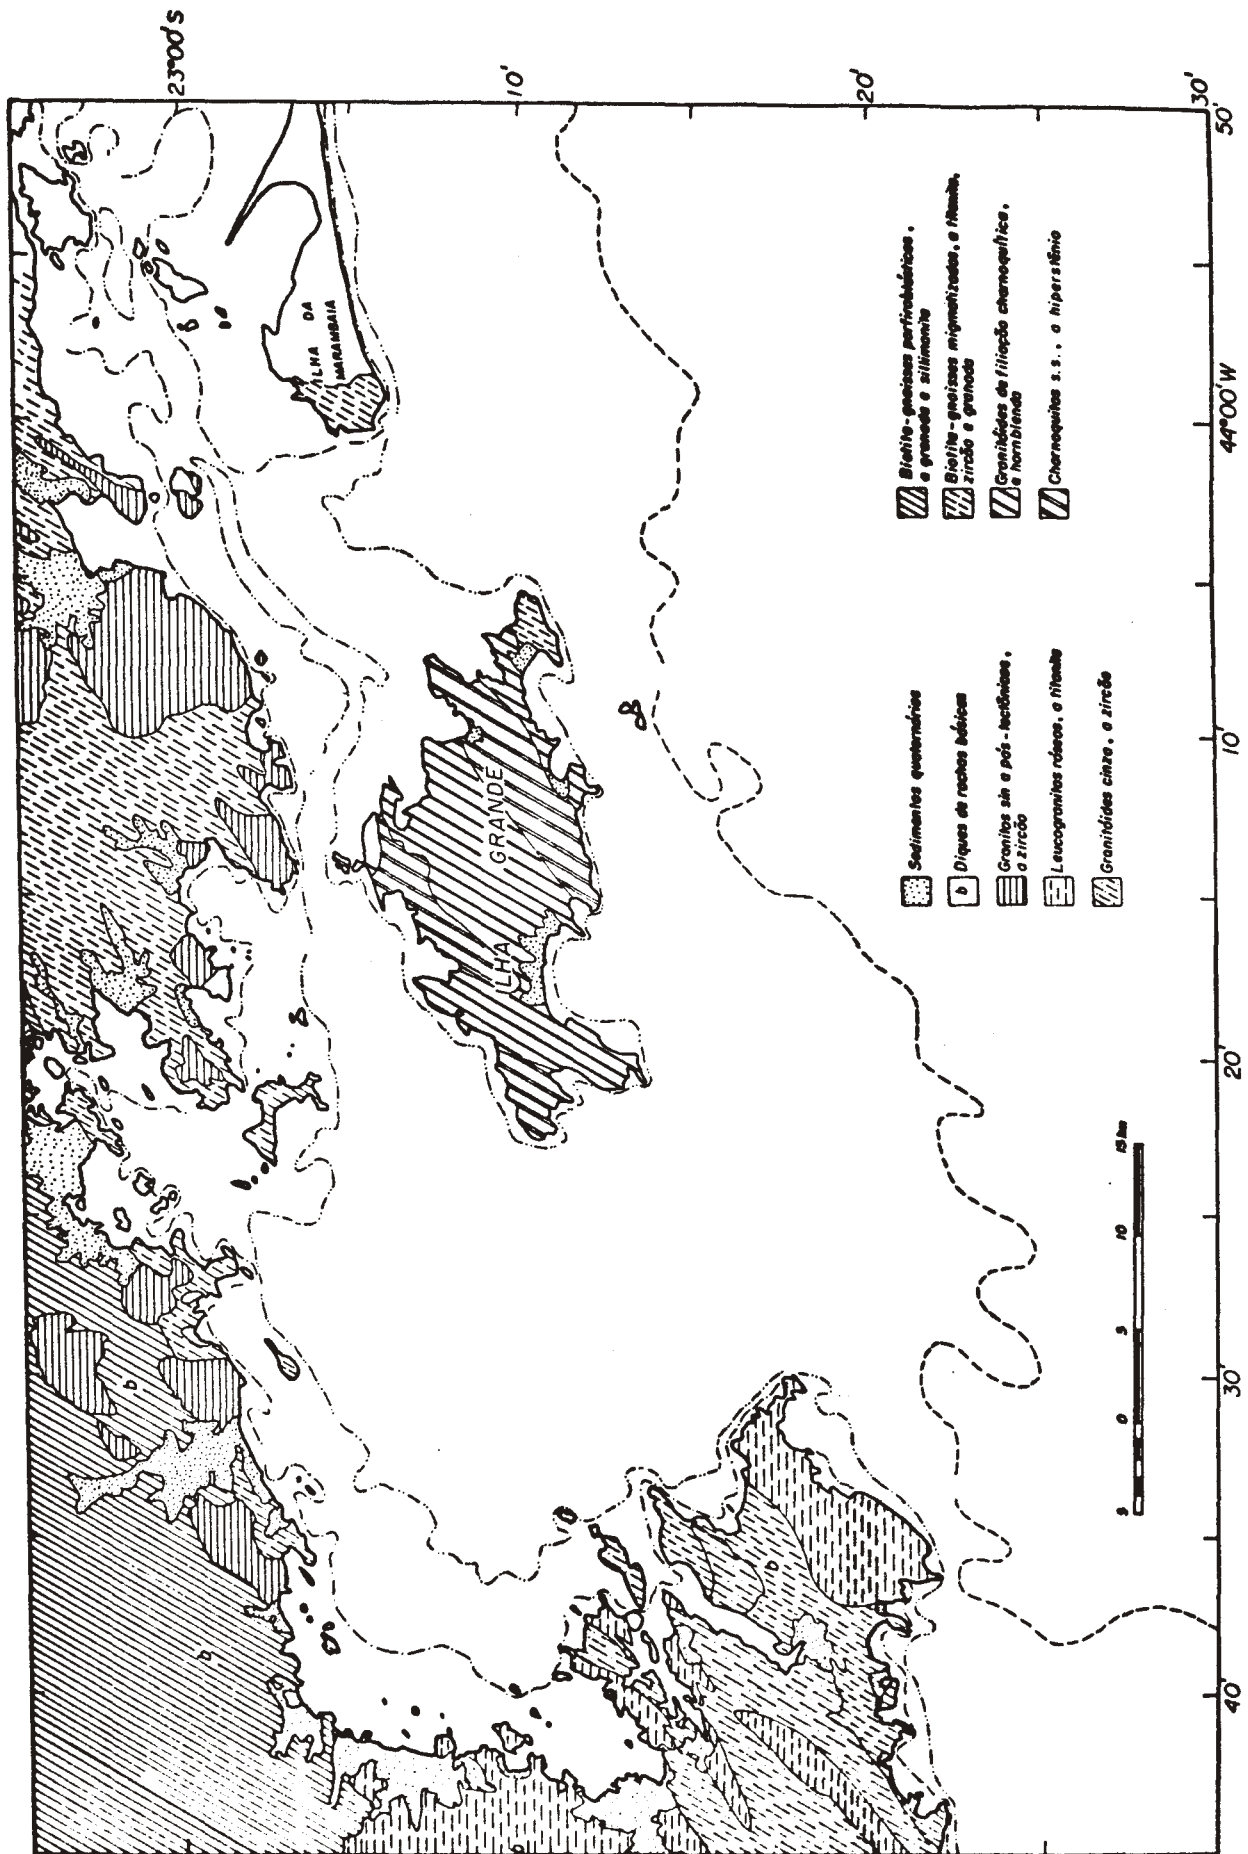 23°00' S
10'
20'
30'
50'
44°00' W
10'
20'
30'
40'
ILHA DA
MARAMBAIA
ILHA GRANDE
b
b
b
Sedimentos quaternários
b Diques de rochas básicas
Granitos sin a pós-tectônicos,
a zircão
Leucogranitos róseos, a titanita
Granitóides cinza, a zircão
Biotita-gnaisses porfiroblásticos,
a granada e sillimanita
Biotita-gnaisses migmatizados, a titanita,
zircão e granada
Granitóides de filiação charnoquítica,
a hornblenda
Charnoquitos s.s., a hiperstênio
5 0 5 10 15 km